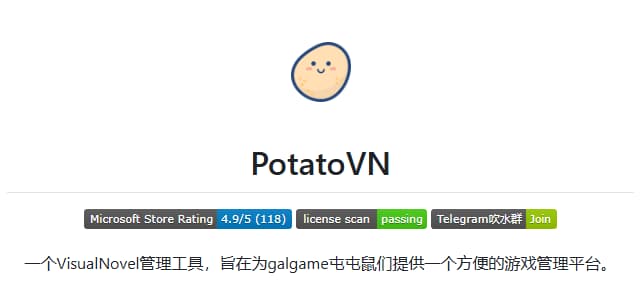 PotatoVN
Microsoft Store Rating 4.9/5 (118) license scan passing Telegram吹水群 Join
一个VisualNovel管理工具，旨在为galgame屯屯鼠们提供一个方便的游戏管理平台。